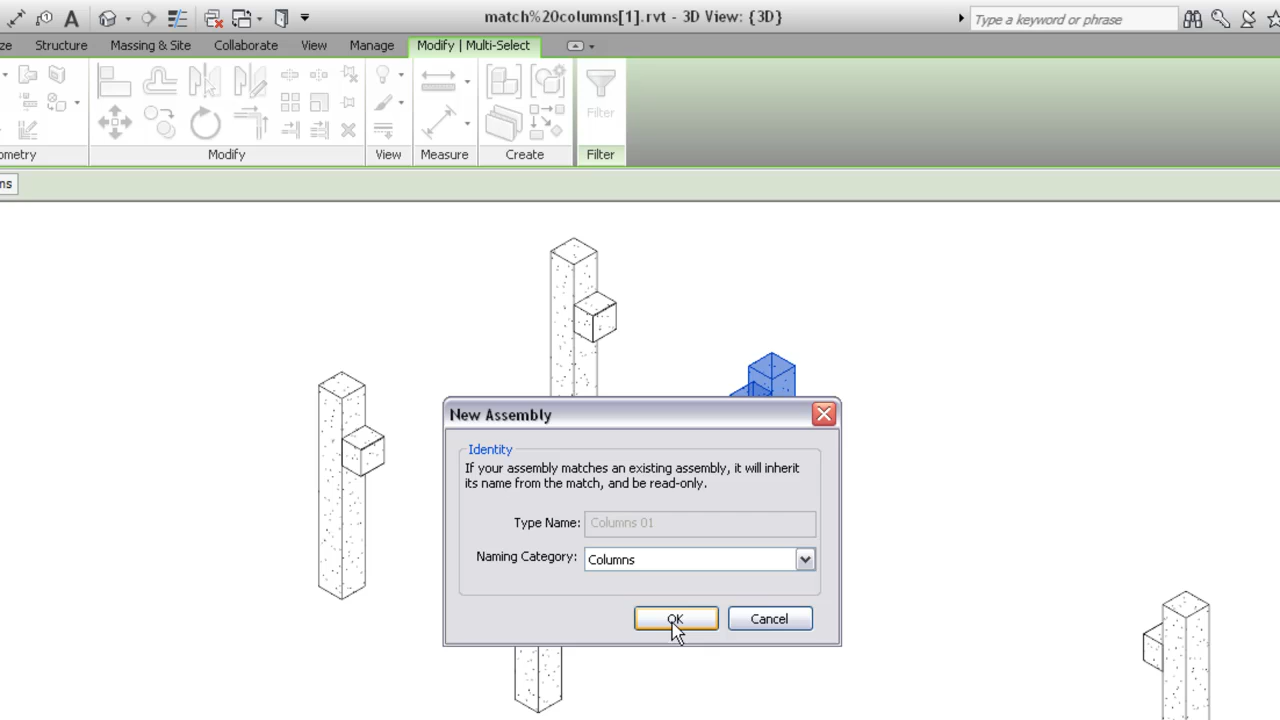 match%20columns[1].rvt - 3D View: {3D}
Type a keyword or phrase
ze Structure Massing & Site Collaborate View Manage Modify | Multi-Select
A
Filter
ometry Modify View Measure Create Filter
ns
New Assembly
Identity
If your assembly matches an existing assembly, it will inherit
its name from the match, and be read-only.
Type Name: Columns 01
Naming Category: Columns
OK Cancel